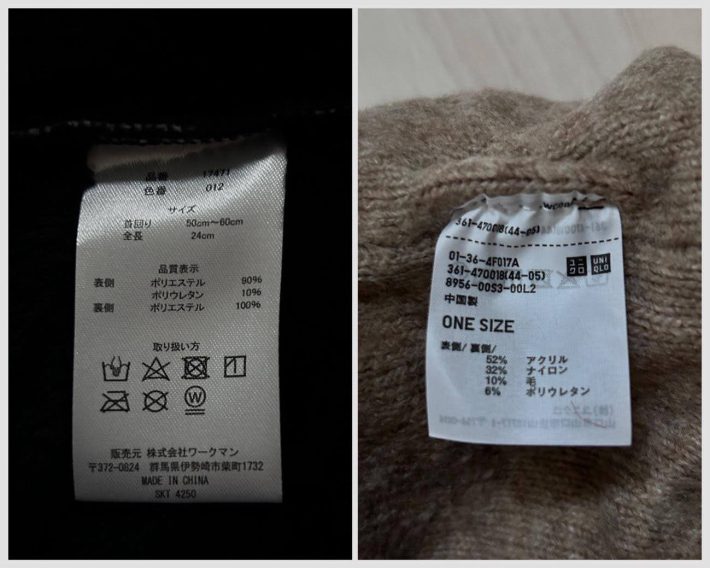 品番 17471
色番 012
サイズ
首回り 50cm～60cm
全長 24cm
品質表示
表側 ポリエステル 90%
ポリウレタン 10%
裏側 ポリエステル 100%
取り扱い方
W
販売元 株式会社ワークマン
〒372-0824 群馬県伊勢崎市柴町1732
MADE IN CHINA
SKT 4250
361-470018(44-05)
01-36-4F017A
361-470018(44-05)
8956-00S3-00L2
ユニクロ UNIQLO
中国製
ONE SIZE
表側/裏側/
52% アクリル
32% ナイロン
10% 毛
6% ポリウレタン